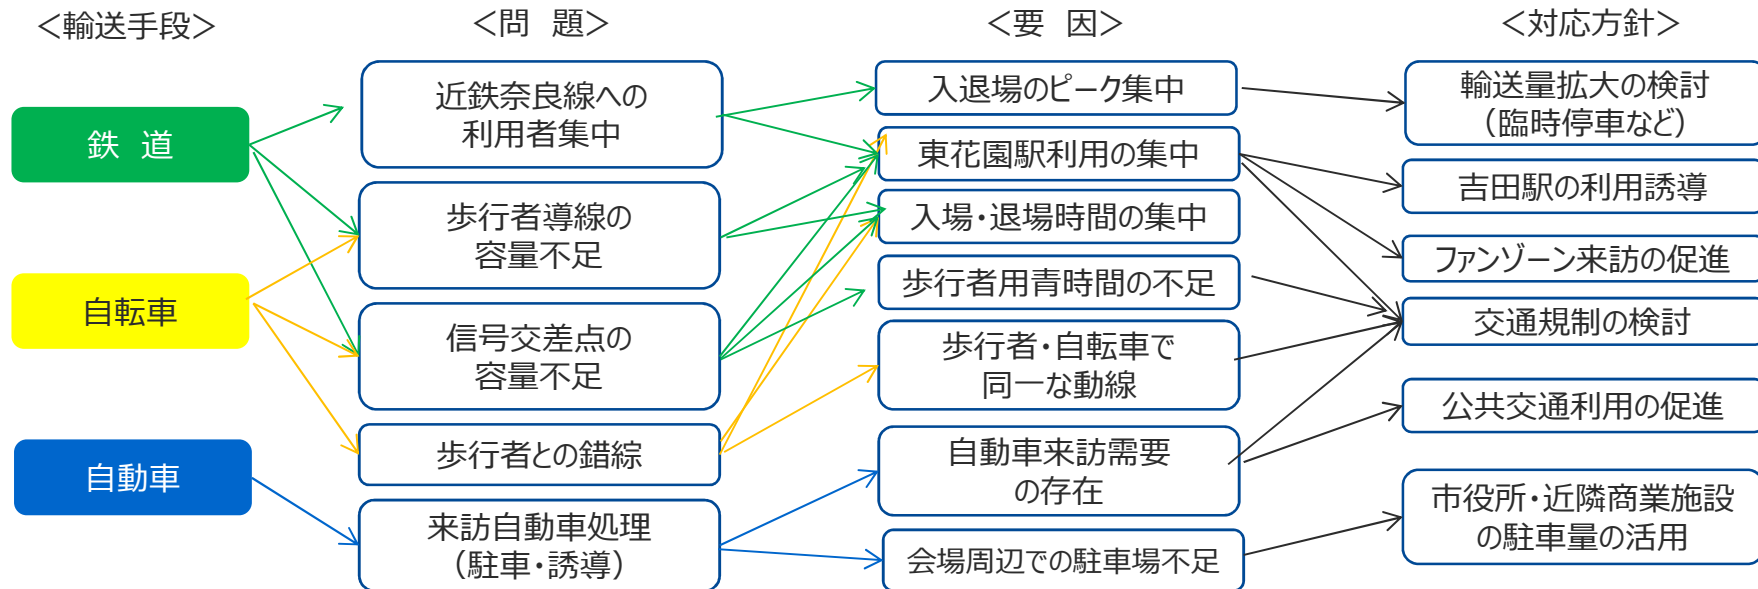 ＜輸送手段＞
＜問　題＞
＜要　因＞
＜対応方針＞
鉄　道
自転車
自動車
近鉄奈良線への
利用者集中
歩行者導線の
容量不足
信号交差点の
容量不足
歩行者との錯綜
来訪自動車処理
（駐車・誘導）
入退場のピーク集中
東花園駅利用の集中
入場・退場時間の集中
歩行者用青時間の不足
歩行者・自転車で
同一な動線
自動車来訪需要
の存在
会場周辺での駐車場不足
輸送量拡大の検討
（臨時停車など）
吉田駅の利用誘導
ファンゾーン来訪の促進
交通規制の検討
公共交通利用の促進
市役所・近隣商業施設
の駐車量の活用